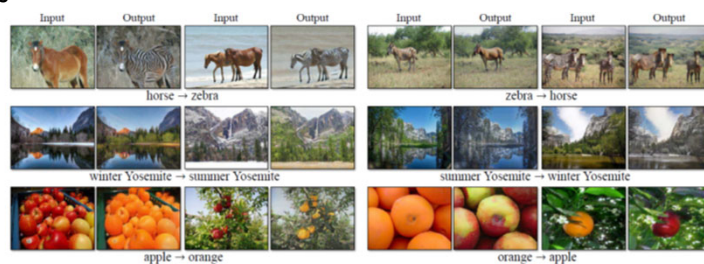 Input Output Input Output Input Output Input Output
horse → zebra zebra → horse
winter Yosemite → summer Yosemite summer Yosemite → winter Yosemite
apple → orange orange → apple